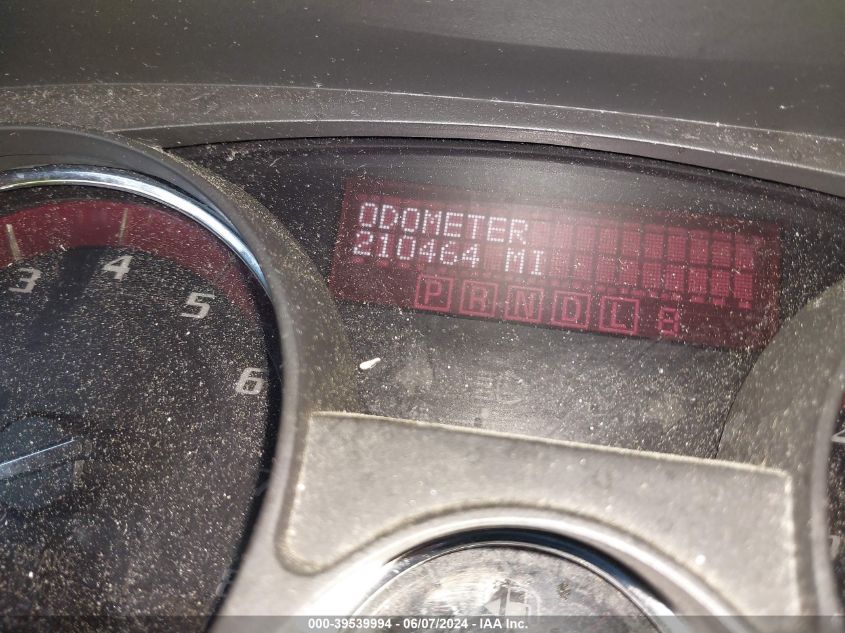 ODOMETER
210464 MI
P R N D L 8
3 4 5 6
000-39539994 - 06/07/2024 - IAA Inc.